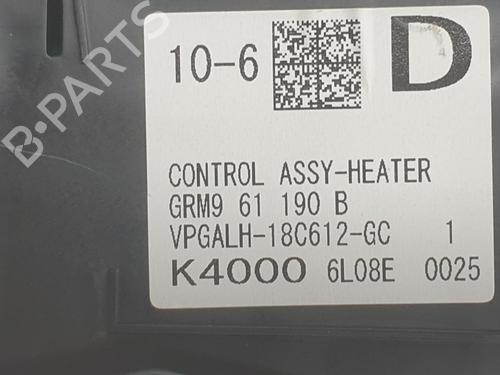 B-PARTS
10-6
D
CONTROL ASSY-HEATER
GRM9 61 190 B
VPGALH-18C612-GC 1
K4000 6L08E 0025